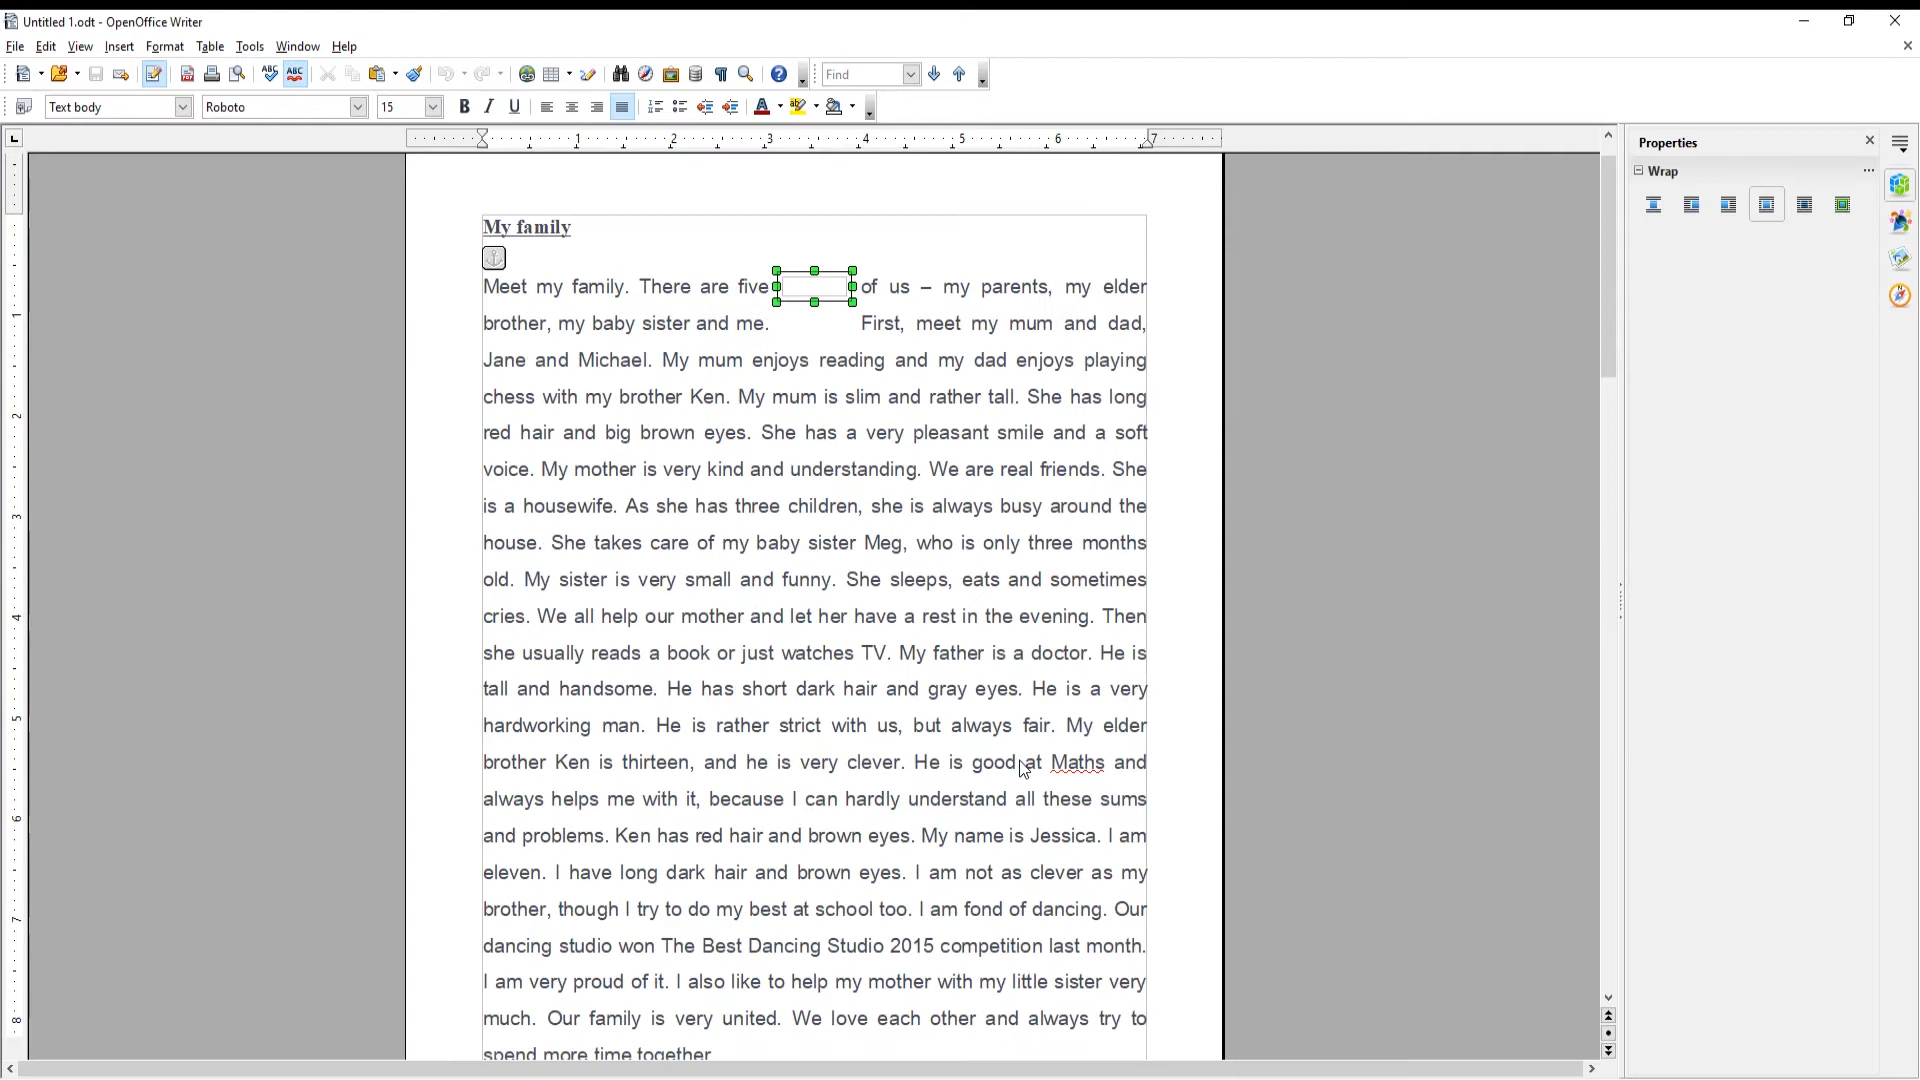 Untitled 1.odt - OpenOffice Writer
File Edit View Insert Format Table Tools Window Help
Find
Text body Roboto 15 B I U
1 2 3 4 5 6 7
Properties
Wrap
1
2
3
4
5
6
7
8
My family
Meet my family. There are five of us – my parents, my elder
brother, my baby sister and me. First, meet my mum and dad,
Jane and Michael. My mum enjoys reading and my dad enjoys playing
chess with my brother Ken. My mum is slim and rather tall. She has long
red hair and big brown eyes. She has a very pleasant smile and a soft
voice. My mother is very kind and understanding. We are real friends. She
is a housewife. As she has three children, she is always busy around the
house. She takes care of my baby sister Meg, who is only three months
old. My sister is very small and funny. She sleeps, eats and sometimes
cries. We all help our mother and let her have a rest in the evening. Then
she usually reads a book or just watches TV. My father is a doctor. He is
tall and handsome. He has short dark hair and gray eyes. He is a very
hardworking man. He is rather strict with us, but always fair. My elder
brother Ken is thirteen, and he is very clever. He is good at Maths and
always helps me with it, because I can hardly understand all these sums
and problems. Ken has red hair and brown eyes. My name is Jessica. I am
eleven. I have long dark hair and brown eyes. I am not as clever as my
brother, though I try to do my best at school too. I am fond of dancing. Our
dancing studio won The Best Dancing Studio 2015 competition last month.
I am very proud of it. I also like to help my mother with my little sister very
much. Our family is very united. We love each other and always try to
spend more time together